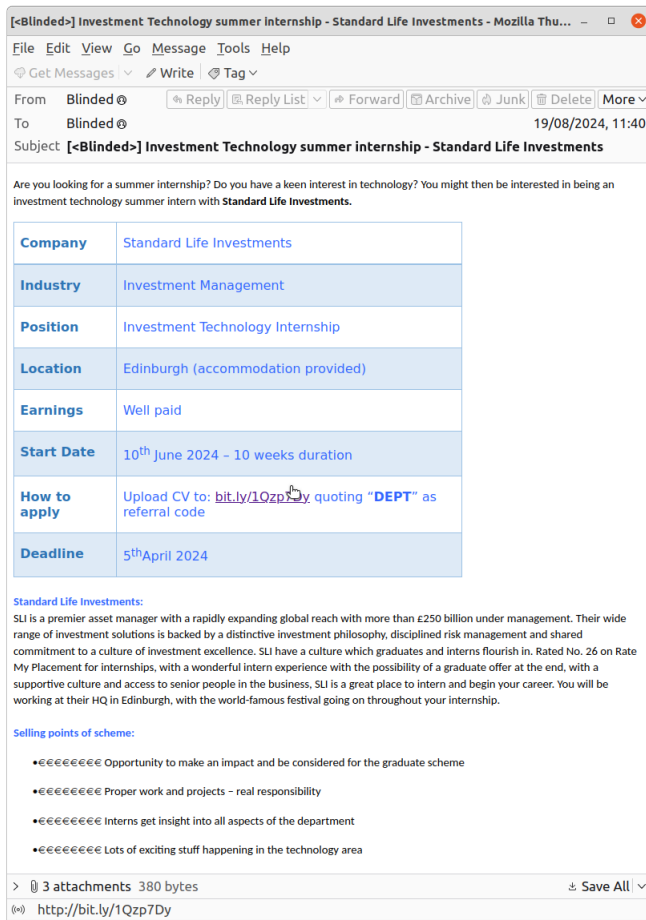 [<Blinded>] Investment Technology summer internship - Standard Life Investments - Mozilla Thu...
File Edit View Go Message Tools Help
Get Messages Write Tag
From Blinded Reply Reply List Forward Archive Junk Delete More
To Blinded 19/08/2024, 11:40
Subject [<Blinded>] Investment Technology summer internship - Standard Life Investments
Are you looking for a summer internship? Do you have a keen interest in technology? You might then be interested in being an
investment technology summer intern with Standard Life Investments.
Company Standard Life Investments
Industry Investment Management
Position Investment Technology Internship
Location Edinburgh (accommodation provided)
Earnings Well paid
Start Date 10th June 2024 – 10 weeks duration
How to apply Upload CV to: bit.ly/1Qzp7Dy quoting “DEPT” as
referral code
Deadline 5thApril 2024
Standard Life Investments:
SLI is a premier asset manager with a rapidly expanding global reach with more than £250 billion under management. Their wide
range of investment solutions is backed by a distinctive investment philosophy, disciplined risk management and shared
commitment to a culture of investment excellence. SLI have a culture which graduates and interns flourish in. Rated No. 26 on Rate
My Placement for internships, with a wonderful intern experience with the possibility of a graduate offer at the end, with a
supportive culture and access to senior people in the business, SLI is a great place to intern and begin your career. You will be
working at their HQ in Edinburgh, with the world-famous festival going on throughout your internship.
Selling points of scheme:
•€€€€€€€€ Opportunity to make an impact and be considered for the graduate scheme
•€€€€€€€€ Proper work and projects – real responsibility
•€€€€€€€€ Interns get insight into all aspects of the department
•€€€€€€€€ Lots of exciting stuff happening in the technology area
3 attachments 380 bytes Save All
http://bit.ly/1Qzp7Dy